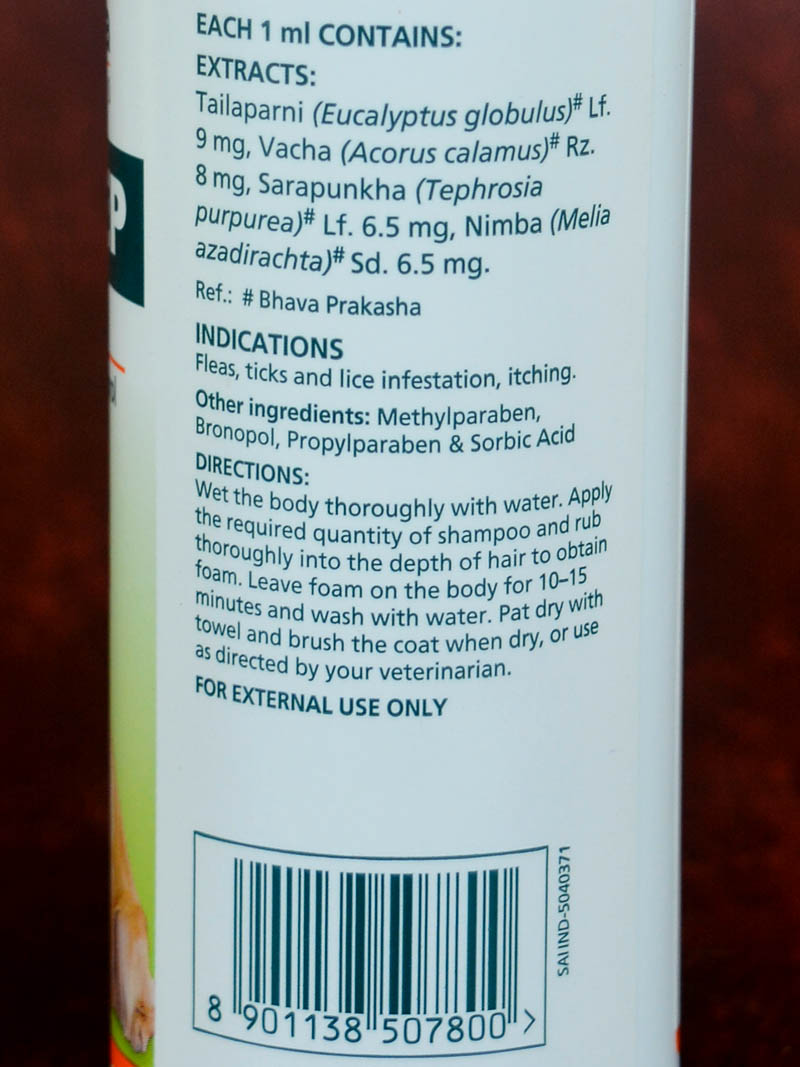 EACH 1 ml CONTAINS:
EXTRACTS:
Tailaparni (Eucalyptus globulus)# Lf.
9 mg, Vacha (Acorus calamus)# Rz.
8 mg, Sarapunkha (Tephrosia
purpurea)# Lf. 6.5 mg, Nimba (Melia
azadirachta)# Sd. 6.5 mg.
Ref.: # Bhava Prakasha
INDICATIONS
Fleas, ticks and lice infestation, itching.
Other ingredients: Methylparaben,
Bronopol, Propylparaben & Sorbic Acid
DIRECTIONS:
Wet the body thoroughly with water. Apply
the required quantity of shampoo and rub
thoroughly into the depth of hair to obtain
foam. Leave foam on the body for 10–15
minutes and wash with water. Pat dry with
towel and brush the coat when dry, or use
as directed by your veterinarian.
FOR EXTERNAL USE ONLY
SAI IND-5040371
8 901138 507800 >